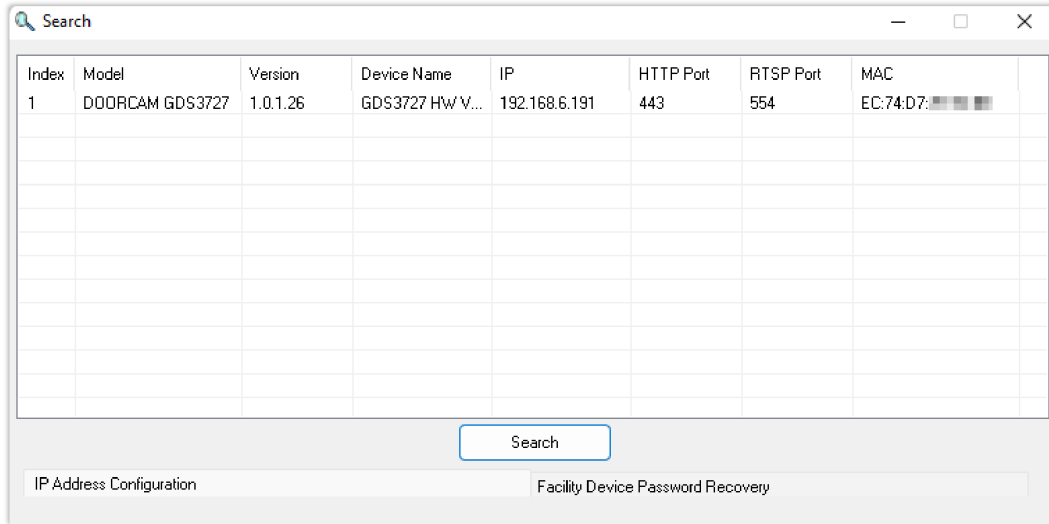 Search
Index Model Version Device Name IP HTTP Port RTSP Port MAC
1 DOORCAM GDS3727 1.0.1.26 GDS3727 HW V... 192.168.6.191 443 554 EC:74:D7:
Search
IP Address Configuration Facility Device Password Recovery